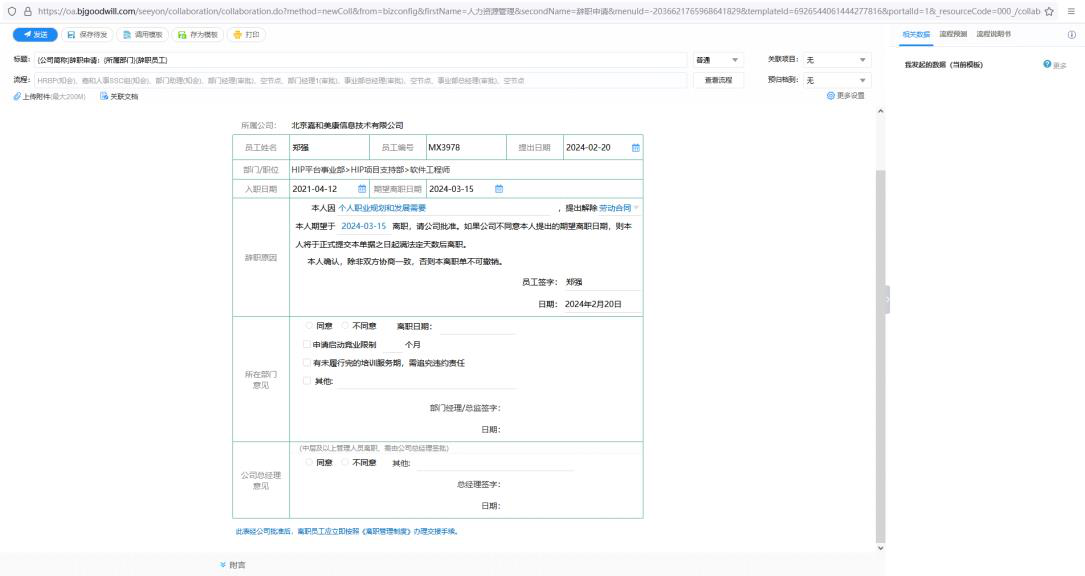 https://oa.bjgoodwill.com/seeyon/collaboration/collaboration.do?method=newColl&from=bizconfig&firstName=人力资源管理&secondName=辞职申请&menuId=-2036621765968641829&templateId=6926544061444277816&portalId=1&_resourceCode=000_/collab
发送 保存待发 调用模板 存为模板 打印
标题: {公司简称}辞职申请: {所属部门}{辞职员工} 普通 关联项目: 无
流程: HRBP(知会)、嘉和人事SSC组(知会)、部门助理(知会)、部门经理(审批)、空节点、部门经理1(审批)、事业部总经理(审批)、空节点、事业部总经理(审批)、空节点 查看流程 预归档到: 无
上传附件(最大200M) 关联文档 更多设置
相关数据 流程预测 流程说明书
我发起的数据（当前模板） 更多
所属公司: 北京嘉和美康信息技术有限公司
员工姓名 郑强 员工编号 MX3978 提出日期 2024-02-20
部门/职位 HIP平台事业部>HIP项目支持部>软件工程师
入职日期 2021-04-12 期望离职日期 2024-03-15
辞职原因
本人因 个人职业规划和发展需要 ，提出解除 劳动合同
本人期望于 2024-03-15 离职，请公司批准。如果公司不同意本人提出的期望离职日期，则本
人将于正式提交本单据之日起满法定天数后离职。
本人确认，除非双方协商一致，否则本离职单不可撤销。
员工签字： 郑强
日期： 2024年2月20日
所在部门
意见
同意 不同意 离职日期：
申请启动竞业限制 个月
有未履行完的培训服务期，需追究违约责任
其他:
部门经理/总监签字：
日期：
公司总经理
意见
(中层及以上管理人员离职，需由公司总经理签批)
同意 不同意 其他:
总经理签字：
日期：
此表经公司批准后，离职员工应立即按照《离职管理制度》办理交接手续。
附言